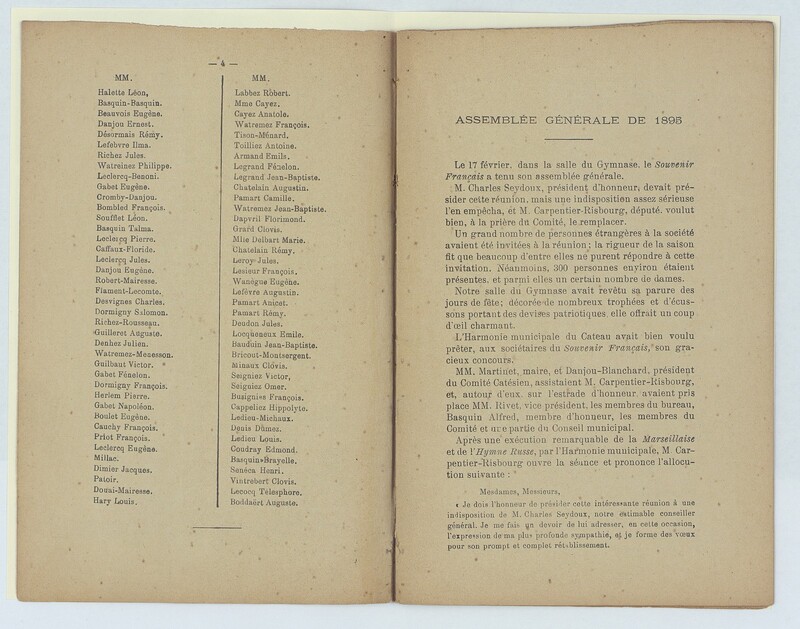 — 4 —
MM.
Halette Léon,
Basquin-Basquin.
Beauvois Eugène.
Danjou Ernest.
Désormais Rémy.
Lefebvre Ilma.
Richez Jules.
Watreines Philippe.
Leclercq-Benoni.
Gabet Eugène.
Cromby-Danjou.
Bombled François.
Soufflet Léon.
Basquin Talma.
Leclercq Pierre.
Caffaux-Floride.
Leclercq Jules.
Danjou Eugène.
Robert-Mairesse.
Flament-Lecomte.
Desvignes Charles.
Dormigny Salomon.
Richez-Rousseau.
Guilleret Auguste.
Denhez Julien.
Watremez-Menesson.
Guilbaut Victor.
Gabet Fénelon.
Dormigny François.
Herlem Pierre.
Gabet Napoléon.
Boulet Eugène.
Cauchy François.
Priot François.
Leclercq Eugène.
Millac.
Dimier Jacques.
Patoir.
Douai-Mairesse.
Hary Louis.
MM.
Labbez Robert.
Mme Cayez.
Cayez Anatole.
Watremez François.
Tison-Ménard.
Toilliez Antoine.
Armand Emile.
Legrand Fénelon.
Legrand Jean-Baptiste.
Chatelain Augustin.
Pamart Camille.
Watremez Jean-Baptiste.
Dapvril Florimond.
Grard Clovis.
Mlle Delbart Marie.
Chatelain Rémy.
Leroy Jules.
Lesieur François.
Wanègue Eugène.
Lefèvre Augustin.
Pamart Anicet.
Pamart Rémy.
Deudon Jules.
Locqueneux Emile.
Bauduin Jean-Baptiste.
Bricout-Montsergent.
Minaux Clovis.
Seigniez Victor,
Seigniez Omer.
Busignies François.
Cappeliez Hippolyte.
Ledieu-Michaux.
Denis Dumez.
Ledieu Louis.
Coudray Edmond.
Basquin-Brayelle.
Senéca Henri.
Vintrebert Clovis.
Lecocq Télesphore.
Boddaërt Auguste.
ASSEMBLÉE GÉNÉRALE DE 1895
Le 17 février, dans la salle du Gymnase, le Souvenir
Français a tenu son assemblée générale.
M. Charles Seydoux, président d'honneur, devait pré-
sider cette réunion, mais une indisposition assez sérieuse
l'en empêcha, et M. Carpentier-Risbourg, député, voulut
bien, à la prière du Comité, le remplacer.
Un grand nombre de personnes étrangères à la société
avaient été invitées à la réunion ; la rigueur de la saison
fit que beaucoup d'entre elles ne purent répondre à cette
invitation. Néanmoins, 300 personnes environ étaient
présentes, et parmi elles un certain nombre de dames.
Notre salle du Gymnase avait revêtu sa parure des
jours de fête ; décorée de nombreux trophées et d'écus-
sons portant des devises patriotiques, elle offrait un coup
d'œil charmant.
L'Harmonie municipale du Cateau avait bien voulu
prêter, aux sociétaires du Souvenir Français, son gra-
cieux concours.
MM. Martinet, maire, et Danjou-Blanchard, président
du Comité Catésien, assistaient M. Carpentier-Risbourg,
et, autour d'eux, sur l'estrade d'honneur, avaient pris
place MM. Rivet, vice président, les membres du bureau,
Basquin Alfred, membre d'honneur, les membres du
Comité et une partie du Conseil municipal.
Après une exécution remarquable de la Marseillaise
et de l'Hymne Russe, par l'Harmonie municipale, M. Car-
pentier-Risbourg ouvre la séance et prononce l'allocu-
tion suivante :
Mesdames, Messieurs,
« Je dois l'honneur de présider cette intéressante réunion à une
indisposition de M. Charles Seydoux, notre estimable conseiller
général. Je me fais un devoir de lui adresser, en cette occasion,
l'expression de ma plus profonde sympathie, et je forme des vœux
pour son prompt et complet rétablissement.